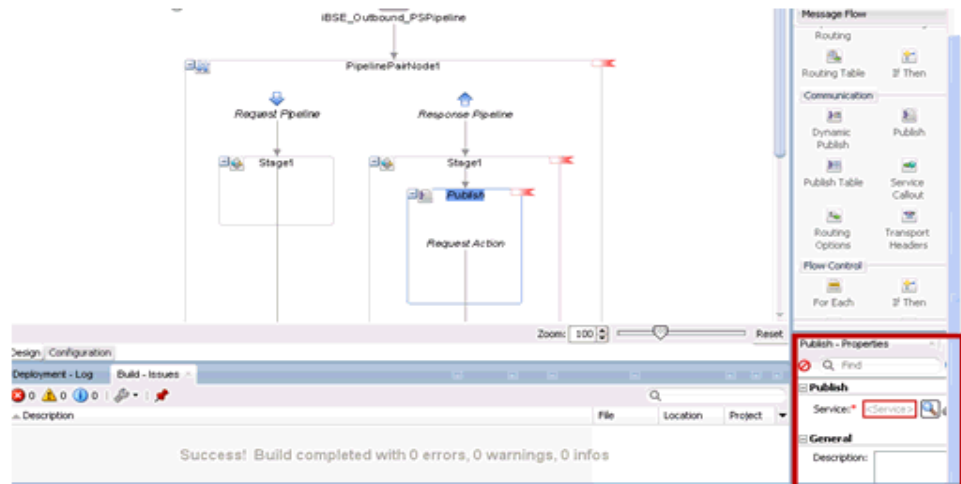 iBSE_Outbound_PSPipeline
PipelinePairNode1
Request Pipeline
Response Pipeline
Stage1
Stage1
Publish
Request Action
Zoom: 100
Reset
Design Configuration
Deployment - Log
Build - Issues ×
0 0 0
Description
File
Location
Project
Success! Build completed with 0 errors, 0 warnings, 0 infos
Message Flow
Routing
Routing Table
If Then
Communication
Dynamic Publish
Publish
Publish Table
Service Callout
Routing Options
Transport Headers
Flow Control
For Each
If Then
Publish - Properties
Find
Publish
Service:* <Service>
General
Description: